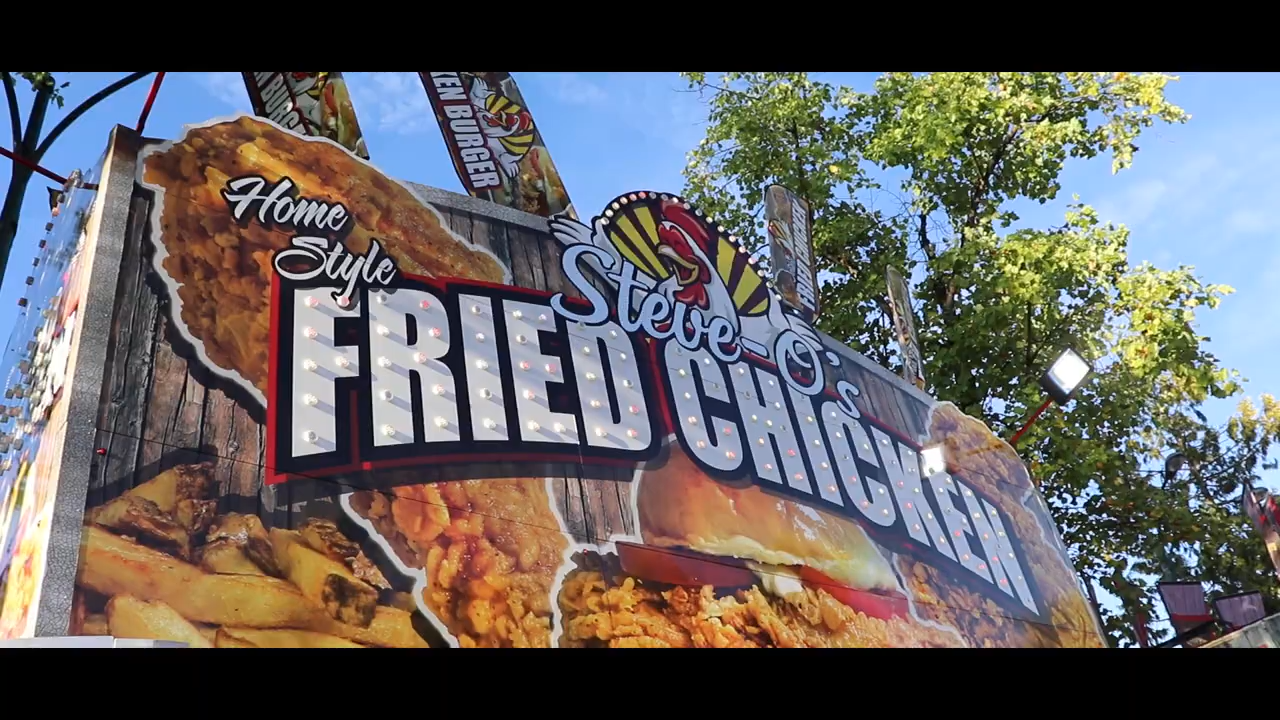 KEN BURGER
Home
Style
Steve-O's
FRIED CHICKEN